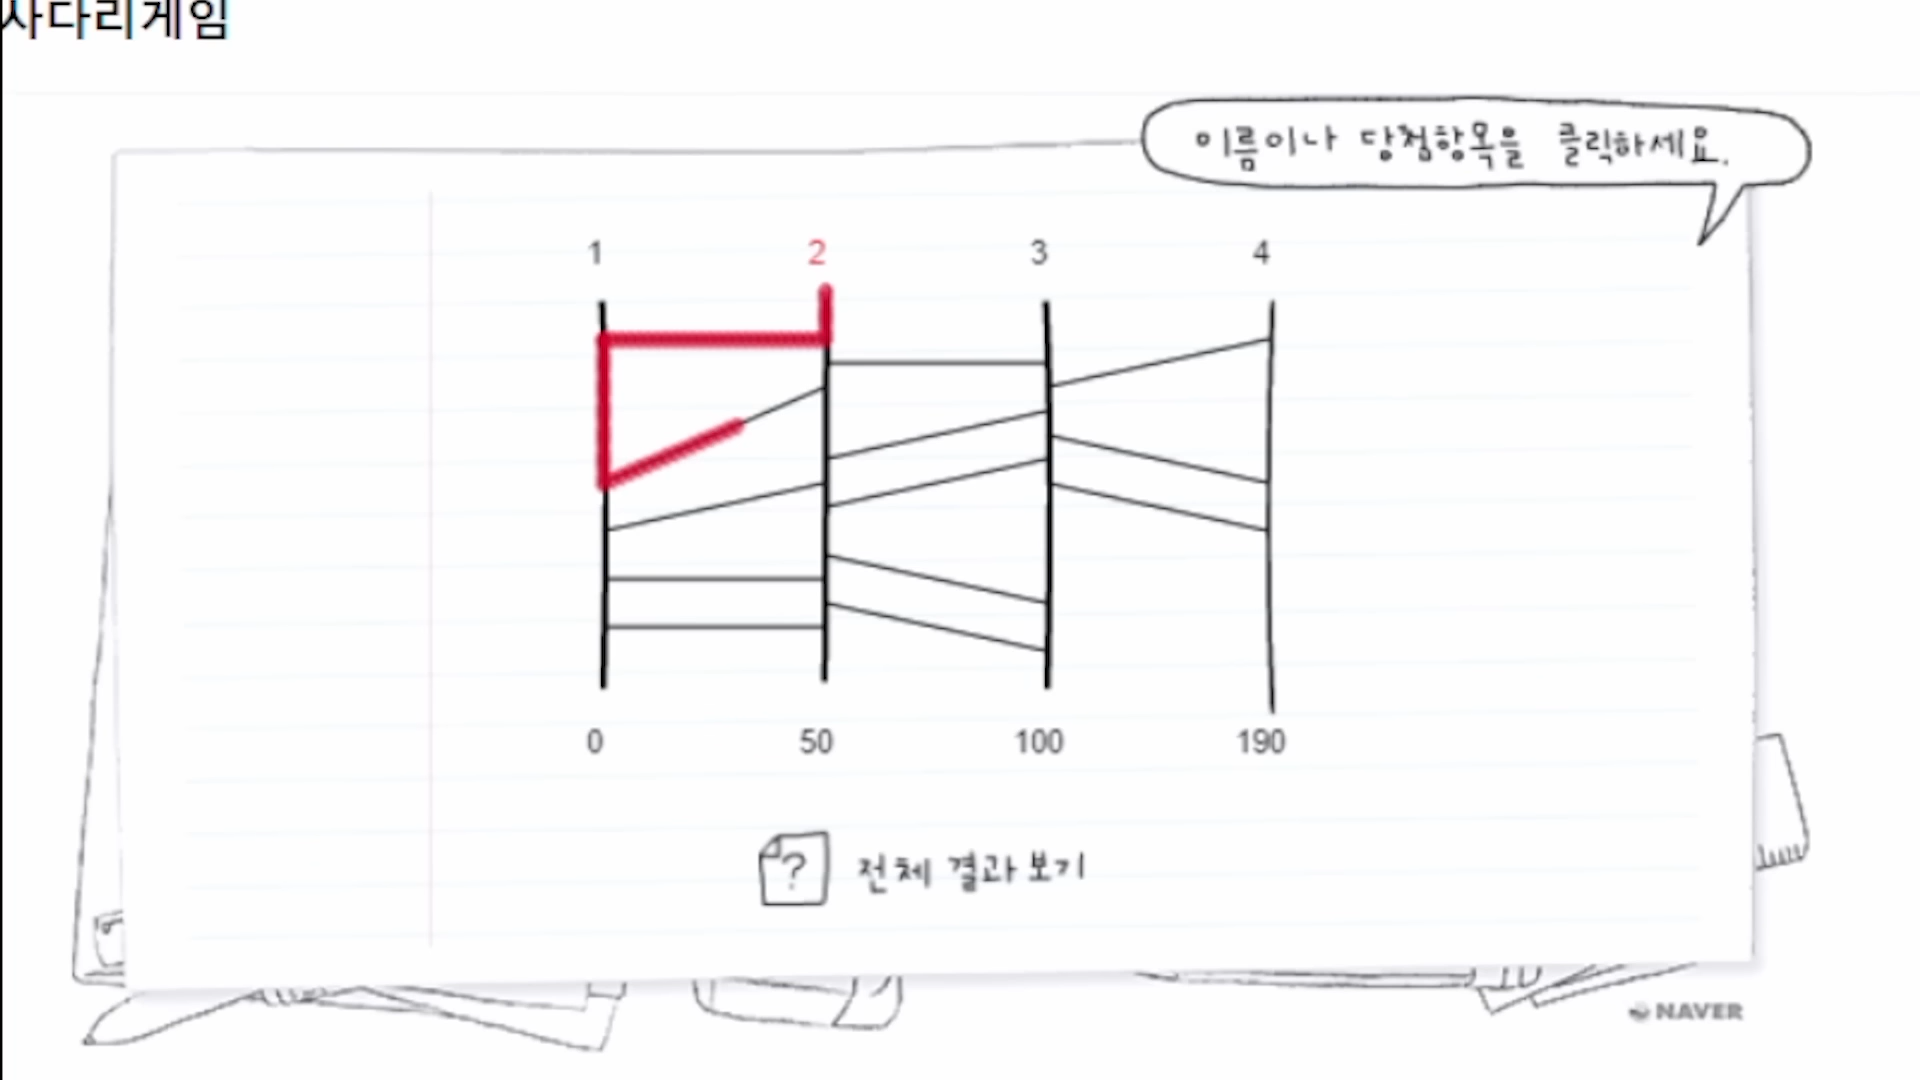 사다리게임
이름이나 당첨항목을 클릭하세요.
1 2 3 4
0 50 100 190
? 전체 결과 보기
NAVER